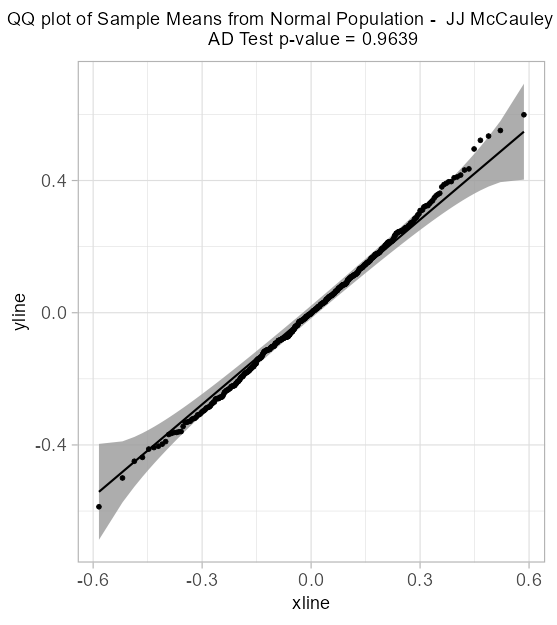 QQ plot of Sample Means from Normal Population -  JJ McCauley
AD Test p-value = 0.9639
yline
0.4
0.0
-0.4
-0.6 -0.3 0.0 0.3 0.6
xline